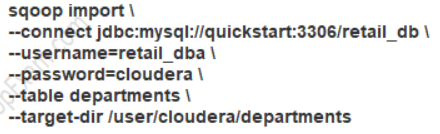 sqoop import \
--connect jdbc:mysql://quickstart:3306/retail_db \
--username=retail_dba \
--password=cloudera \
--table departments \
--target-dir /user/cloudera/departments